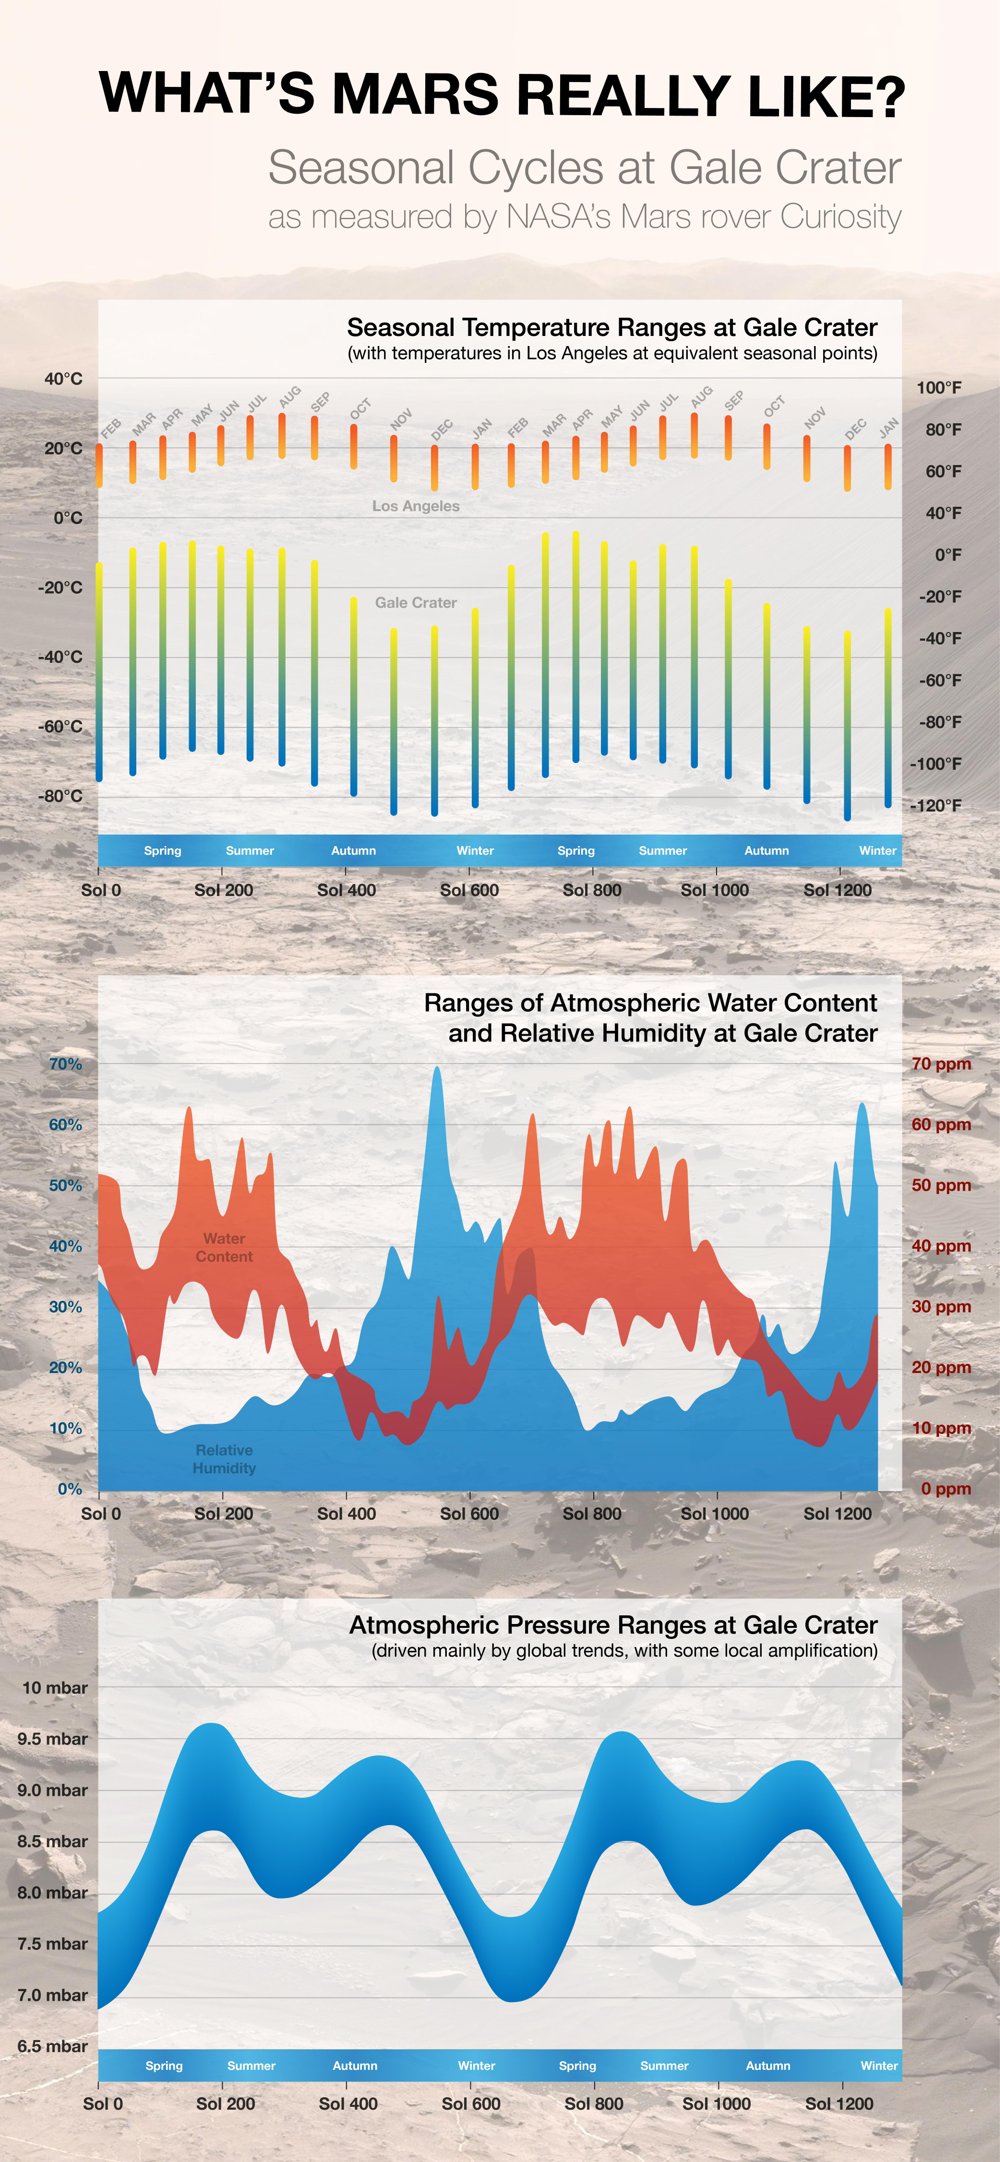 WHAT'S MARS REALLY LIKE?
Seasonal Cycles at Gale Crater
as measured by NASA's Mars rover Curiosity
Seasonal Temperature Ranges at Gale Crater
(with temperatures in Los Angeles at equivalent seasonal points)
40°C
20°C
0°C
-20°C
-40°C
-60°C
-80°C
100°F
80°F
60°F
40°F
0°F
-20°F
-40°F
-60°F
-80°F
-100°F
-120°F
FEB MAR APR MAY JUN JUL AUG SEP OCT NOV DEC JAN FEB MAR APR MAY JUN JUL AUG SEP OCT NOV DEC JAN
Los Angeles
Gale Crater
Spring Summer Autumn Winter Spring Summer Autumn Winter
Sol 0 Sol 200 Sol 400 Sol 600 Sol 800 Sol 1000 Sol 1200
Ranges of Atmospheric Water Content
and Relative Humidity at Gale Crater
70%
60%
50%
40%
30%
20%
10%
0%
70 ppm
60 ppm
50 ppm
40 ppm
30 ppm
20 ppm
10 ppm
0 ppm
Water
Content
Relative
Humidity
Sol 0 Sol 200 Sol 400 Sol 600 Sol 800 Sol 1000 Sol 1200
Atmospheric Pressure Ranges at Gale Crater
(driven mainly by global trends, with some local amplification)
10 mbar
9.5 mbar
9.0 mbar
8.5 mbar
8.0 mbar
7.5 mbar
7.0 mbar
6.5 mbar
Spring Summer Autumn Winter Spring Summer Autumn Winter
Sol 0 Sol 200 Sol 400 Sol 600 Sol 800 Sol 1000 Sol 1200